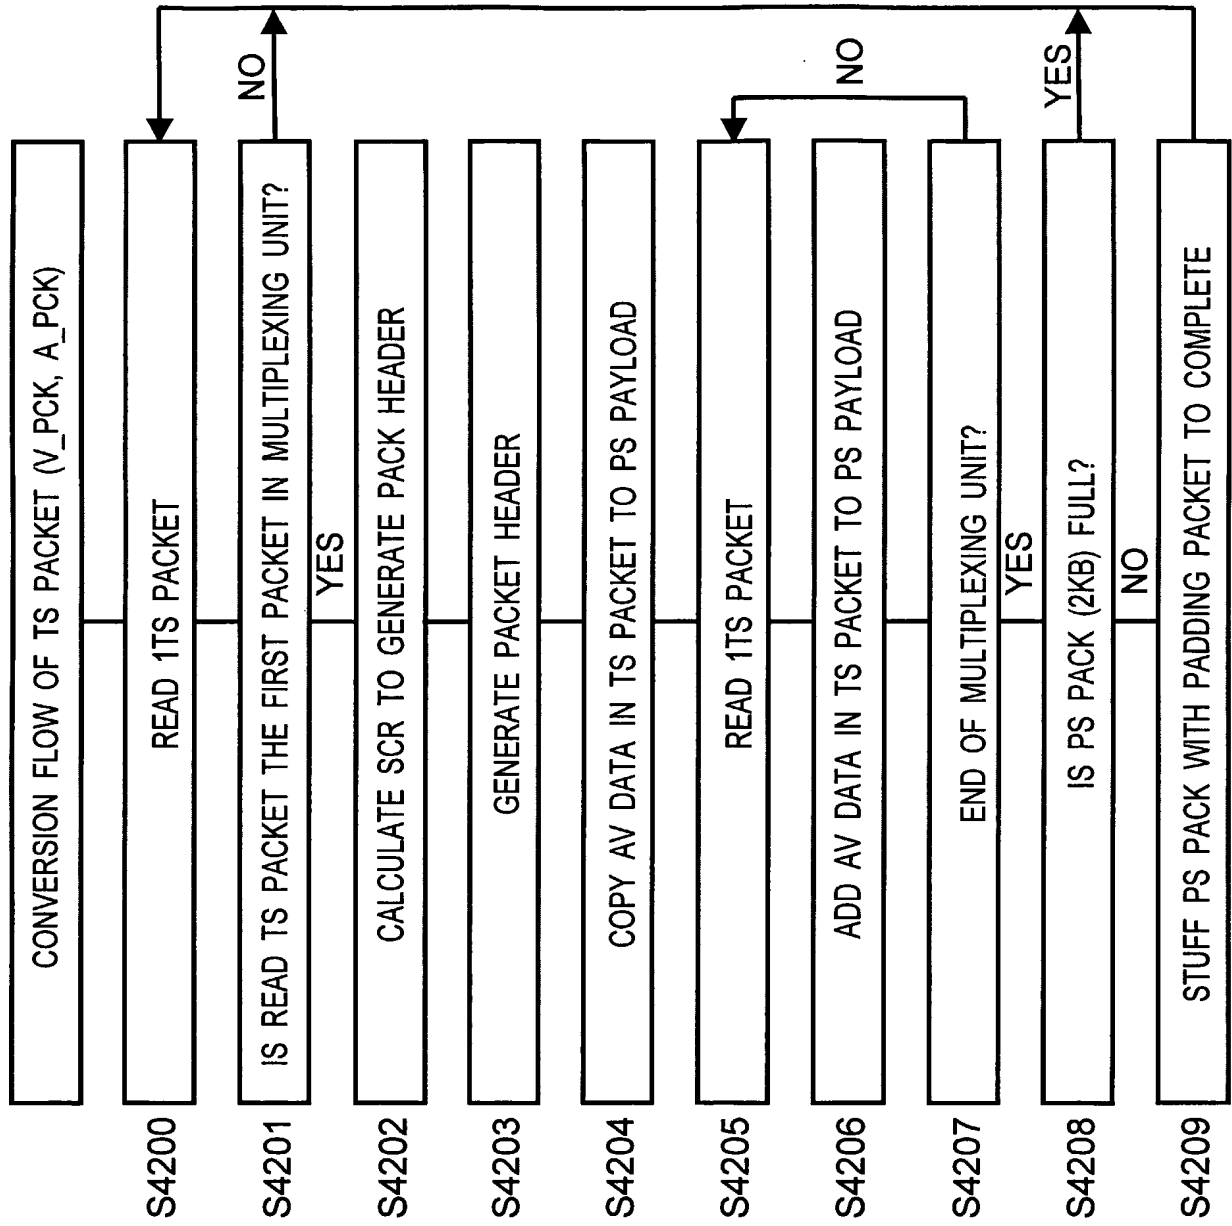 CONVERSION FLOW OF TS PACKET (V_PCK, A_PCK)
S4200
READ 1TS PACKET
S4201
IS READ TS PACKET THE FIRST PACKET IN MULTIPLEXING UNIT?
NO
YES
S4202
CALCULATE SCR TO GENERATE PACK HEADER
S4203
GENERATE PACKET HEADER
S4204
COPY AV DATA IN TS PACKET TO PS PAYLOAD
S4205
READ 1TS PACKET
S4206
ADD AV DATA IN TS PACKET TO PS PAYLOAD
NO
S4207
END OF MULTIPLEXING UNIT?
YES
S4208
IS PS PACK (2KB) FULL?
YES
NO
S4209
STUFF PS PACK WITH PADDING PACKET TO COMPLETE